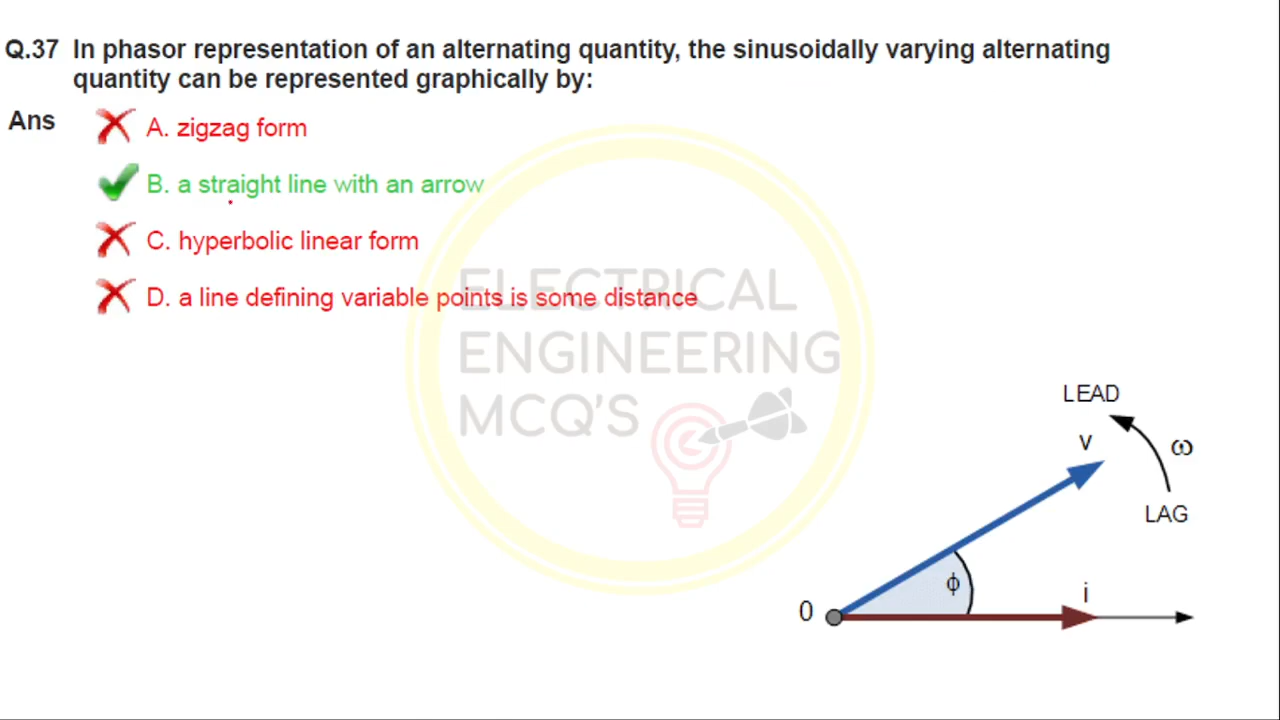 Q.37 In phasor representation of an alternating quantity, the sinusoidally varying alternating
quantity can be represented graphically by:
Ans
A. zigzag form
B. a straight line with an arrow
C. hyperbolic linear form
D. a line defining variable points is some distance
ELECTRICAL
ENGINEERING
MCQ'S
LEAD
v
ω
LAG
ϕ
i
0